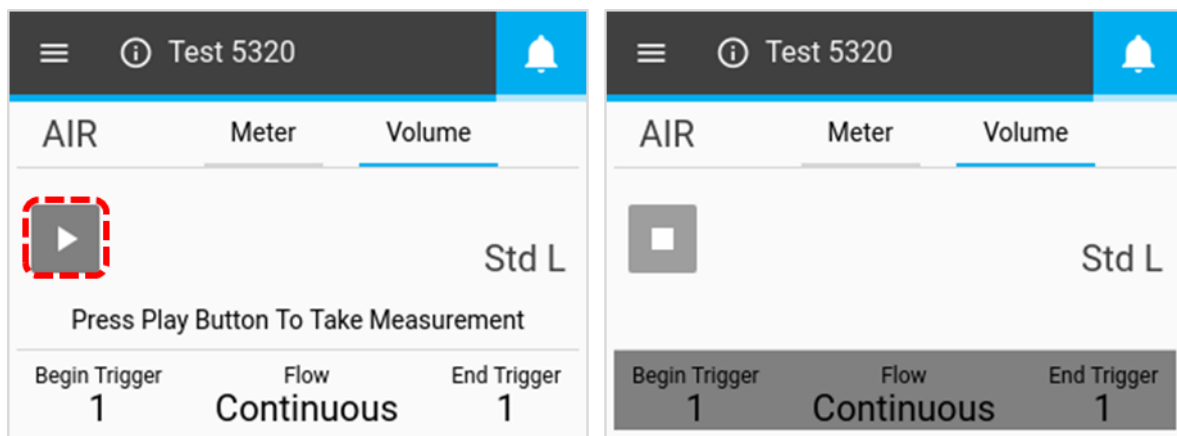 Test 5320
AIR Meter Volume
Std L
Press Play Button To Take Measurement
Begin Trigger Flow End Trigger
1 Continuous 1
Test 5320
AIR Meter Volume
Std L
Begin Trigger Flow End Trigger
1 Continuous 1